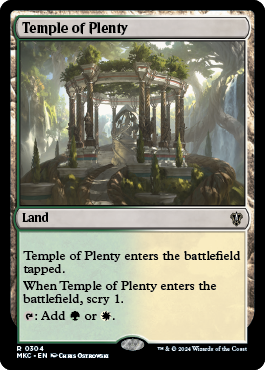 Temple of Plenty
Land
Temple of Plenty enters the battlefield
tapped.
When Temple of Plenty enters the
battlefield, scry 1.
: Add or .
R 0304
MKC • EN Chris Ostrowski
™ & © 2024 Wizards of the Coast